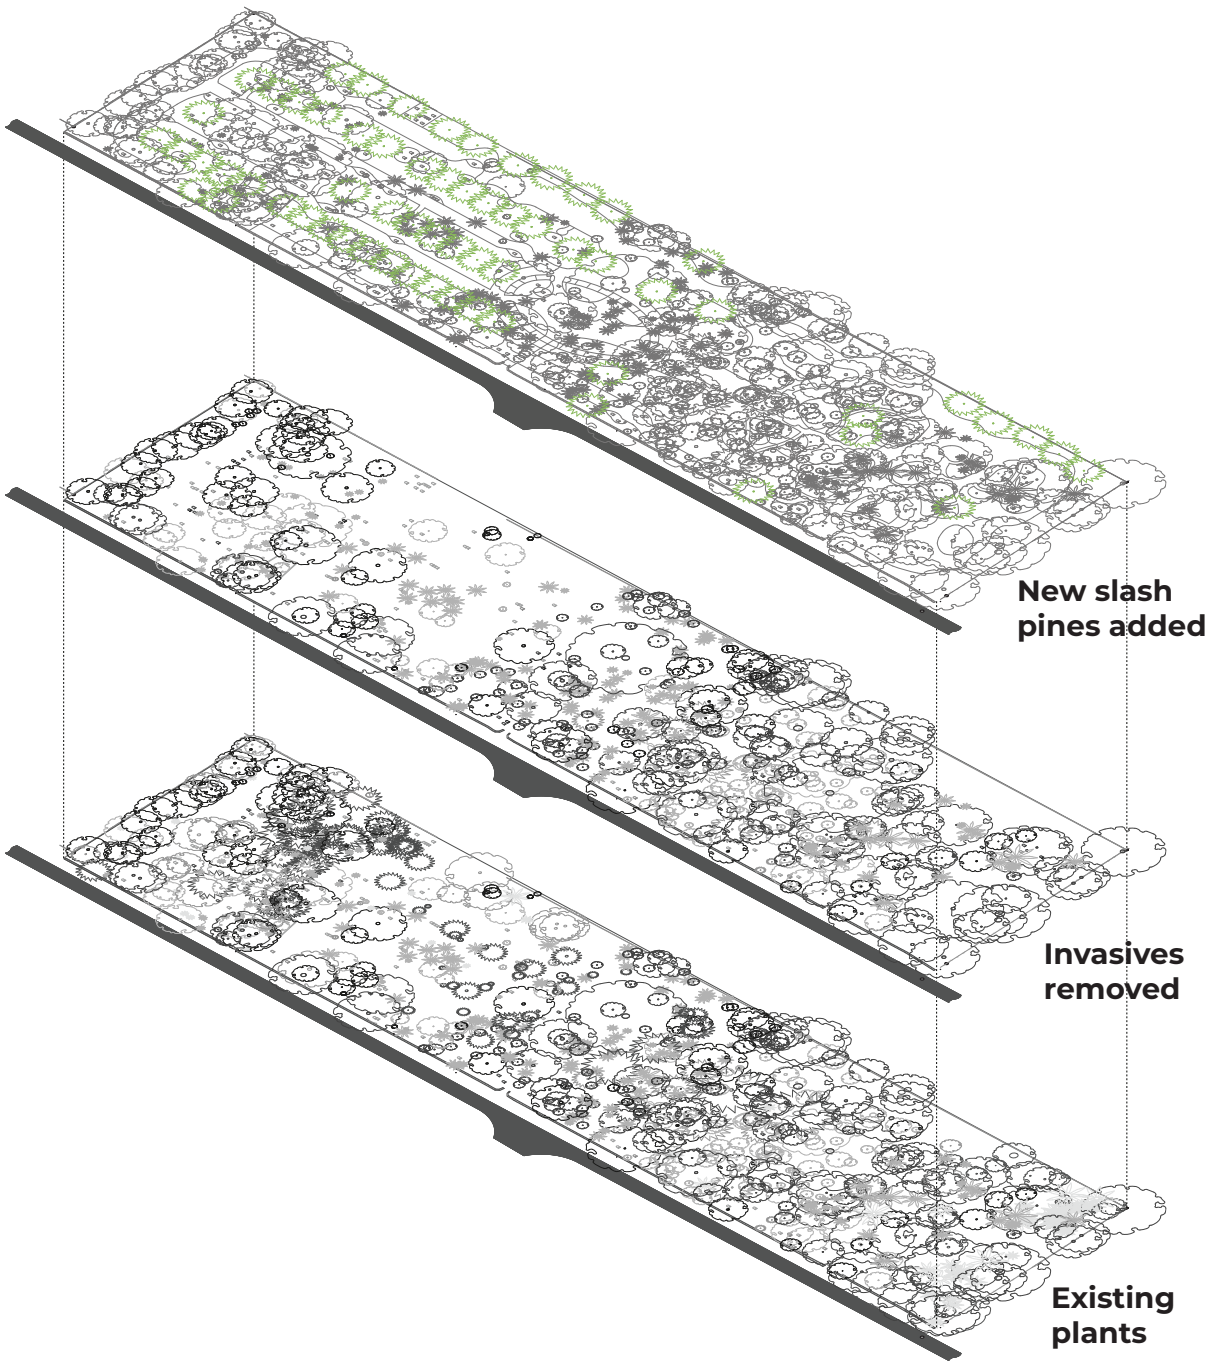 New slash
pines added
Invasives
removed
Existing
plants